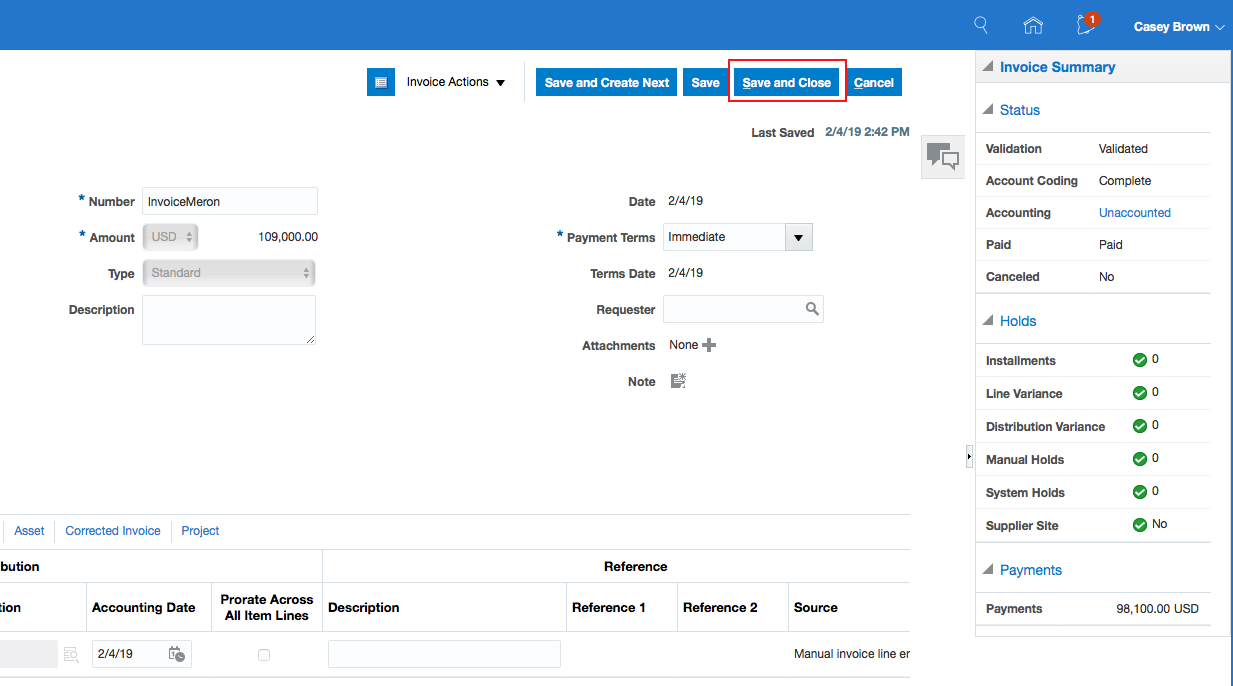 1
Casey Brown
Invoice Actions
Save and Create Next
Save
Save and Close
Cancel
Last Saved 2/4/19 2:42 PM
* Number InvoiceMeron
* Amount USD 109,000.00
Type Standard
Description
Date 2/4/19
* Payment Terms Immediate
Terms Date 2/4/19
Requester
Attachments None
Note
Asset
Corrected Invoice
Project
bution
Reference
tion
Accounting Date
Prorate Across
All Item Lines
Description
Reference 1
Reference 2
Source
2/4/19
Manual invoice line er
Invoice Summary
Status
Validation Validated
Account Coding Complete
Accounting Unaccounted
Paid Paid
Canceled No
Holds
Installments 0
Line Variance 0
Distribution Variance 0
Manual Holds 0
System Holds 0
Supplier Site No
Payments
Payments 98,100.00 USD